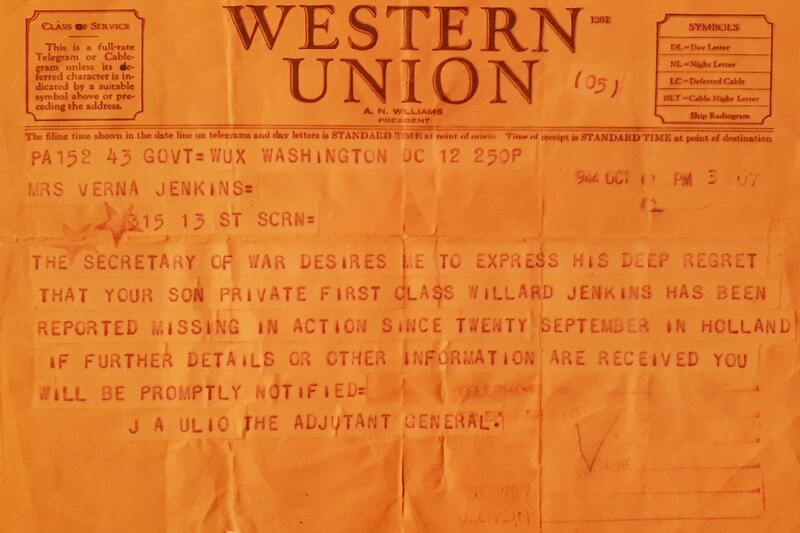 CLASS OF SERVICE
This is a full-rate
Telegram or Cable-
gram unless its de-
ferred character is in-
dicated by a suitable
symbol above or pre-
ceding the address.
WESTERN
UNION
1201
(05)
A. N. WILLIAMS
PRESIDENT
SYMBOLS
DL=Day Letter
NL=Night Letter
LC=Deferred Cable
NLT=Cable Night Letter
Ship Radiogram
The filing time shown in the date line on telegrams and day letters is STANDARD TIME at point of origin. Time of receipt is STANDARD TIME at point of destination
PA152 43 GOVT=WUX WASHINGTON DC 12 250P
944 OCT 12 PM 3 07
12
MRS VERNA JENKINS=
315 13 ST SCRN=
THE SECRETARY OF WAR DESIRES ME TO EXPRESS HIS DEEP REGRET
THAT YOUR SON PRIVATE FIRST CLASS WILLARD JENKINS HAS BEEN
REPORTED MISSING IN ACTION SINCE TWENTY SEPTEMBER IN HOLLAND
IF FURTHER DETAILS OR OTHER INFORMATION ARE RECEIVED YOU
WILL BE PROMPTLY NOTIFIED=
J A ULIO THE ADJUTANT GENERAL.
TELEPHONE
TO BE